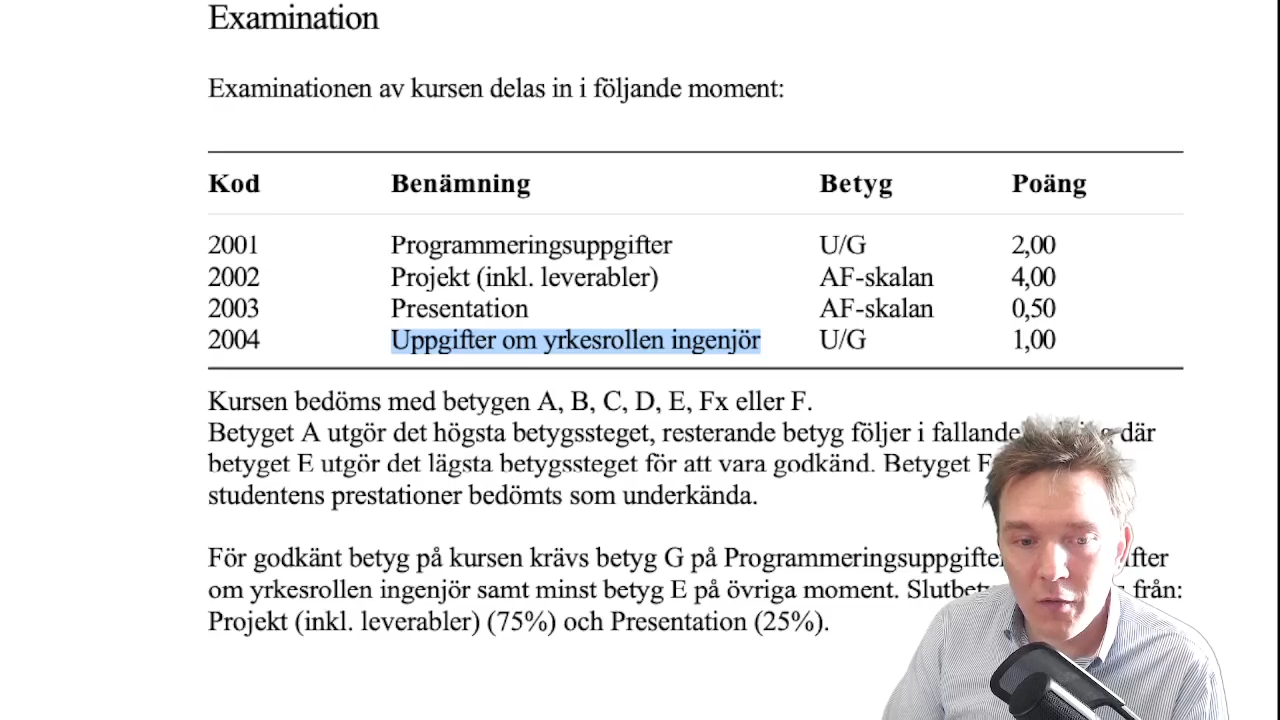 Examination
Examinationen av kursen delas in i följande moment:
Kod Benämning Betyg Poäng
2001 Programmeringsuppgifter U/G 2,00
2002 Projekt (inkl. leverabler) AF-skalan 4,00
2003 Presentation AF-skalan 0,50
2004 Uppgifter om yrkesrollen ingenjör U/G 1,00
Kursen bedöms med betygen A, B, C, D, E, Fx eller F.
Betyget A utgör det högsta betygssteget, resterande betyg följer i fallande där
betyget E utgör det lägsta betygssteget för att vara godkänd. Betyget
studentens prestationer bedömts som underkända.
För godkänt betyg på kursen krävs betyg G på
om yrkesrollen ingenjör samt minst betyg E på övriga moment. från:
Projekt (inkl. leverabler) (75%) och Presentation (25%).